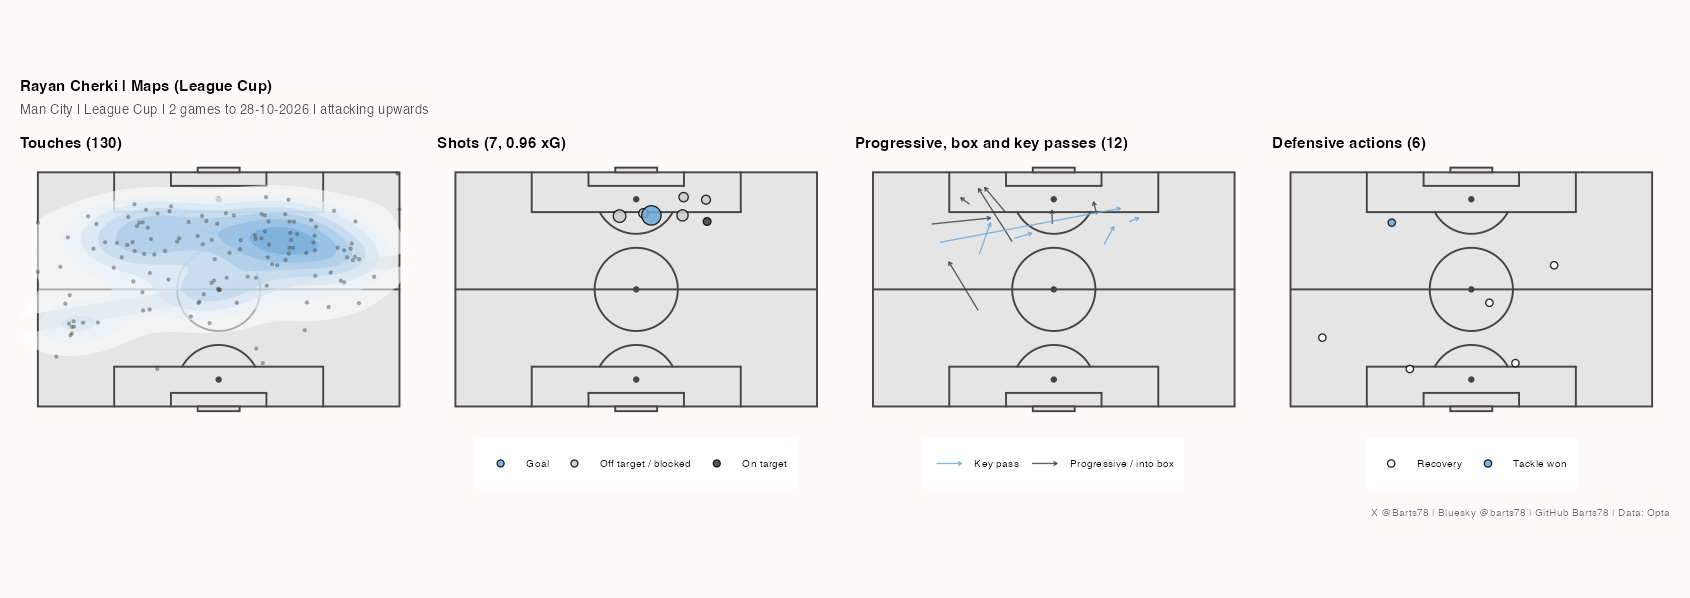 Rayan Cherki | Maps (League Cup)
Man City | League Cup | 2 games to 28-10-2026 | attacking upwards
Touches (130)
Shots (7, 0.96 xG)
Progressive, box and key passes (12)
Defensive actions (6)
Goal
Off target / blocked
On target
Key pass
Progressive / into box
Recovery
Tackle won
X @Barts78 | Bluesky @barts78 | GitHub Barts78 | Data: Opta